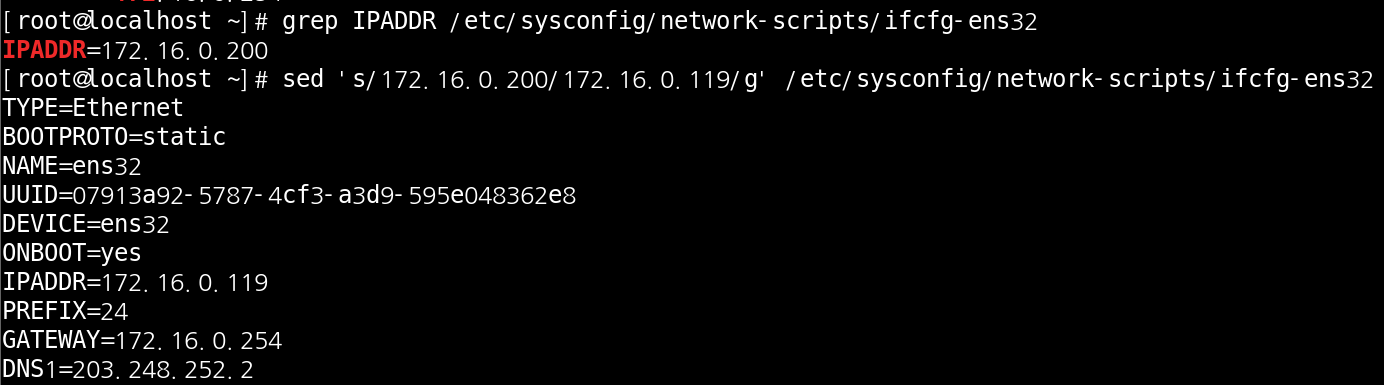 [root@localhost ~]# grep IPADDR /etc/sysconfig/network-scripts/ifcfg-ens32
IPADDR=172.16.0.200
[root@localhost ~]# sed 's/172.16.0.200/172.16.0.119/g' /etc/sysconfig/network-scripts/ifcfg-ens32
TYPE=Ethernet
BOOTPROTO=static
NAME=ens32
UUID=07913a92-5787-4cf3-a3d9-595e048362e8
DEVICE=ens32
ONBOOT=yes
IPADDR=172.16.0.119
PREFIX=24
GATEWAY=172.16.0.254
DNS1=203.248.252.2